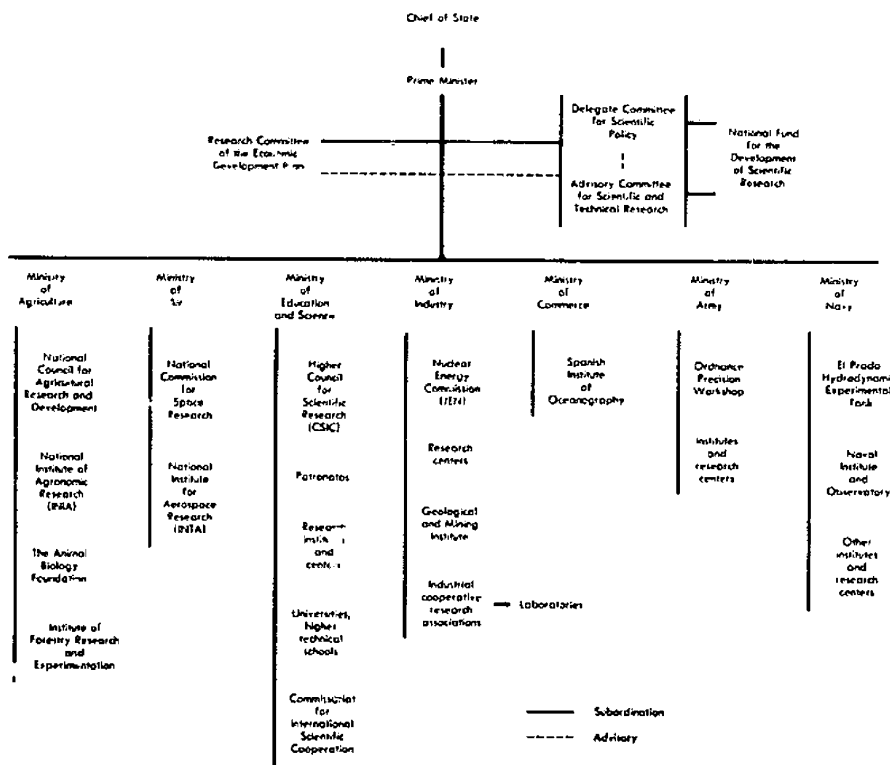 Chief of State
Prime Minister
Research Committee
of the Economic
Development Plan
Delegate Committee
for Scientific
Policy
Advisory Committee
for Scientific and
Technical Research
National Fund
for the
Development
of Scientific
Research
Ministry
of
Agriculture
National
Council for
Agricultural
Research and
Development
National
Institute of
Agronomic
Research
(INIA)
The Animal
Biology
Foundation
Institute of
Forestry Research
and
Experimentation
Ministry
of
Air
National
Commission
for
Space
Research
National
Institute
for
Aerospace
Research
(INTA)
Ministry
of
Education
and Science
Higher
Council
for
Scientific
Research
(CSIC)
Patronatos
Research
and
centers
Universities,
higher
technical
schools
Commissariat
for
International
Scientific
Cooperation
Ministry
of
Industry
Nuclear
Energy
Commission
(JEN)
Research
centers
Geological
and Mining
Institute
Industrial
cooperative
research
associations
Laboratories
Ministry
of
Commerce
Spanish
Institute
of
Oceanography
Ministry
of
Army
Ordnance
Precision
Workshop
Institutes
and
research
centers
Ministry
of
Navy
El Prado
Hydrodynamic
Experimental
Naval
Institute
and
Observatory
Other
institutes
and
research
centers
Subordination
Advisory